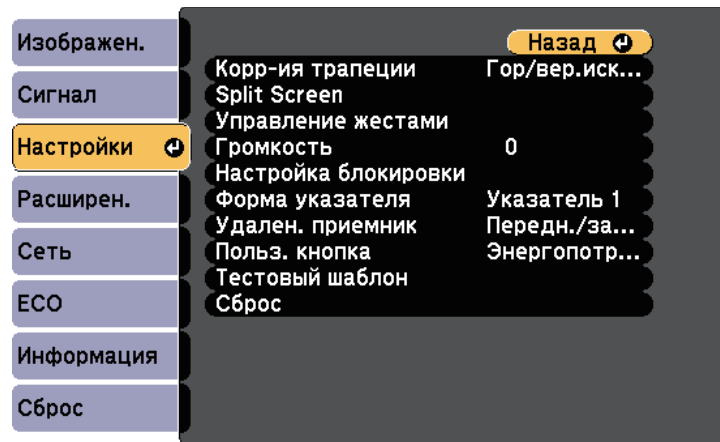 Изображен.
Сигнал
Настройки
Расширен.
Сеть
ECO
Информация
Сброс
Назад
Корр-ия трапеции Гор/вер.иск...
Split Screen
Управление жестами
Громкость 0
Настройка блокировки
Форма указателя Указатель 1
Удален. приемник Передн./за...
Польз. кнопка Энергопотр...
Тестовый шаблон
Сброс